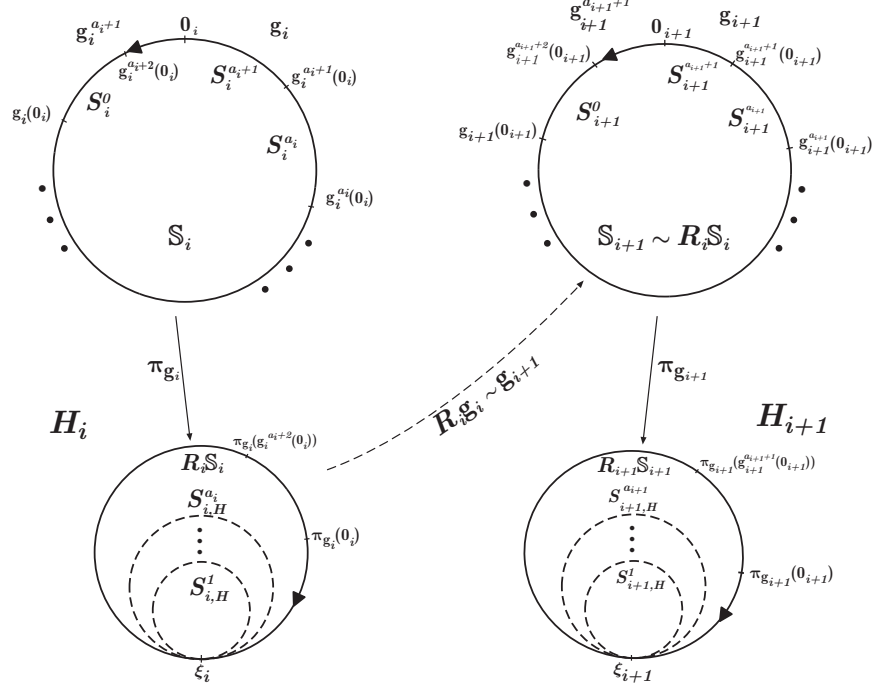 g_i^{a_i+1}
0_i
g_i
g_i^{a_i+2}(0_i)
S_i^{a_i+1}
g_i^{a_i+1}(0_i)
g_i(0_i)
S_i^0
S_i^{a_i}
g_i^{a_i}(0_i)
𝕊_i
g_{i+1}^{a_{i+1}+1}
0_{i+1}
g_{i+1}
g_{i+1}^{a_{i+1}+2}(0_{i+1})
g_{i+1}^{a_{i+1}+1}(0_{i+1})
S_{i+1}^{a_{i+1}+1}
S_{i+1}^0
S_{i+1}^{a_{i+1}}
g_{i+1}(0_{i+1})
g_{i+1}^{a_{i+1}}(0_{i+1})
𝕊_{i+1} ~ R_i𝕊_i
π_{g_i}
R_ig_i ~ g_{i+1}
π_{g_{i+1}}
H_i
π_{g_i}(g_i^{a_i+2}(0_i))
R_i𝕊_i
S_{i,H}^{a_i}
π_{g_i}(0_i)
S_{i,H}^1
ξ_i
H_{i+1}
R_{i+1}𝕊_{i+1}
π_{g_{i+1}}(g_{i+1}^{a_{i+1}+1}(0_{i+1}))
S_{i+1,H}^{a_{i+1}}
S_{i+1,H}^1
π_{g_{i+1}}(0_{i+1})
ξ_{i+1}